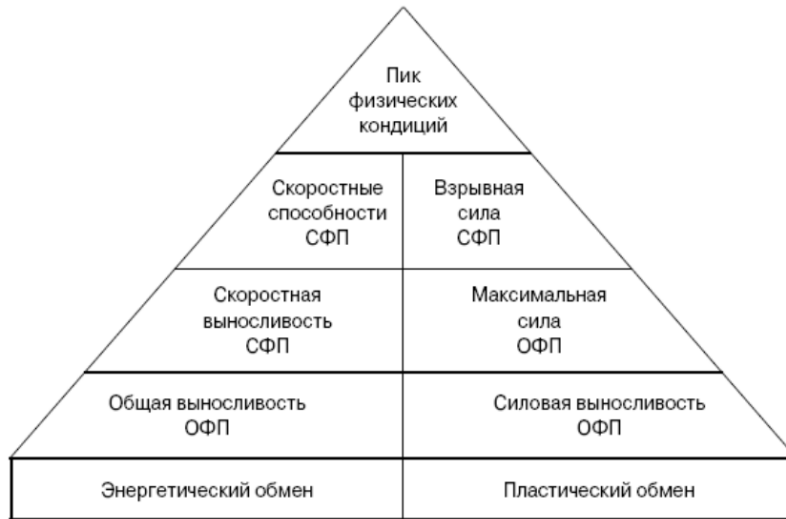 Пик
физических
кондиций
Скоростные
способности
СФП
Взрывная
сила
СФП
Скоростная
выносливость
СФП
Максимальная
сила
ОФП
Общая выносливость
ОФП
Силовая выносливость
ОФП
Энергетический обмен
Пластический обмен